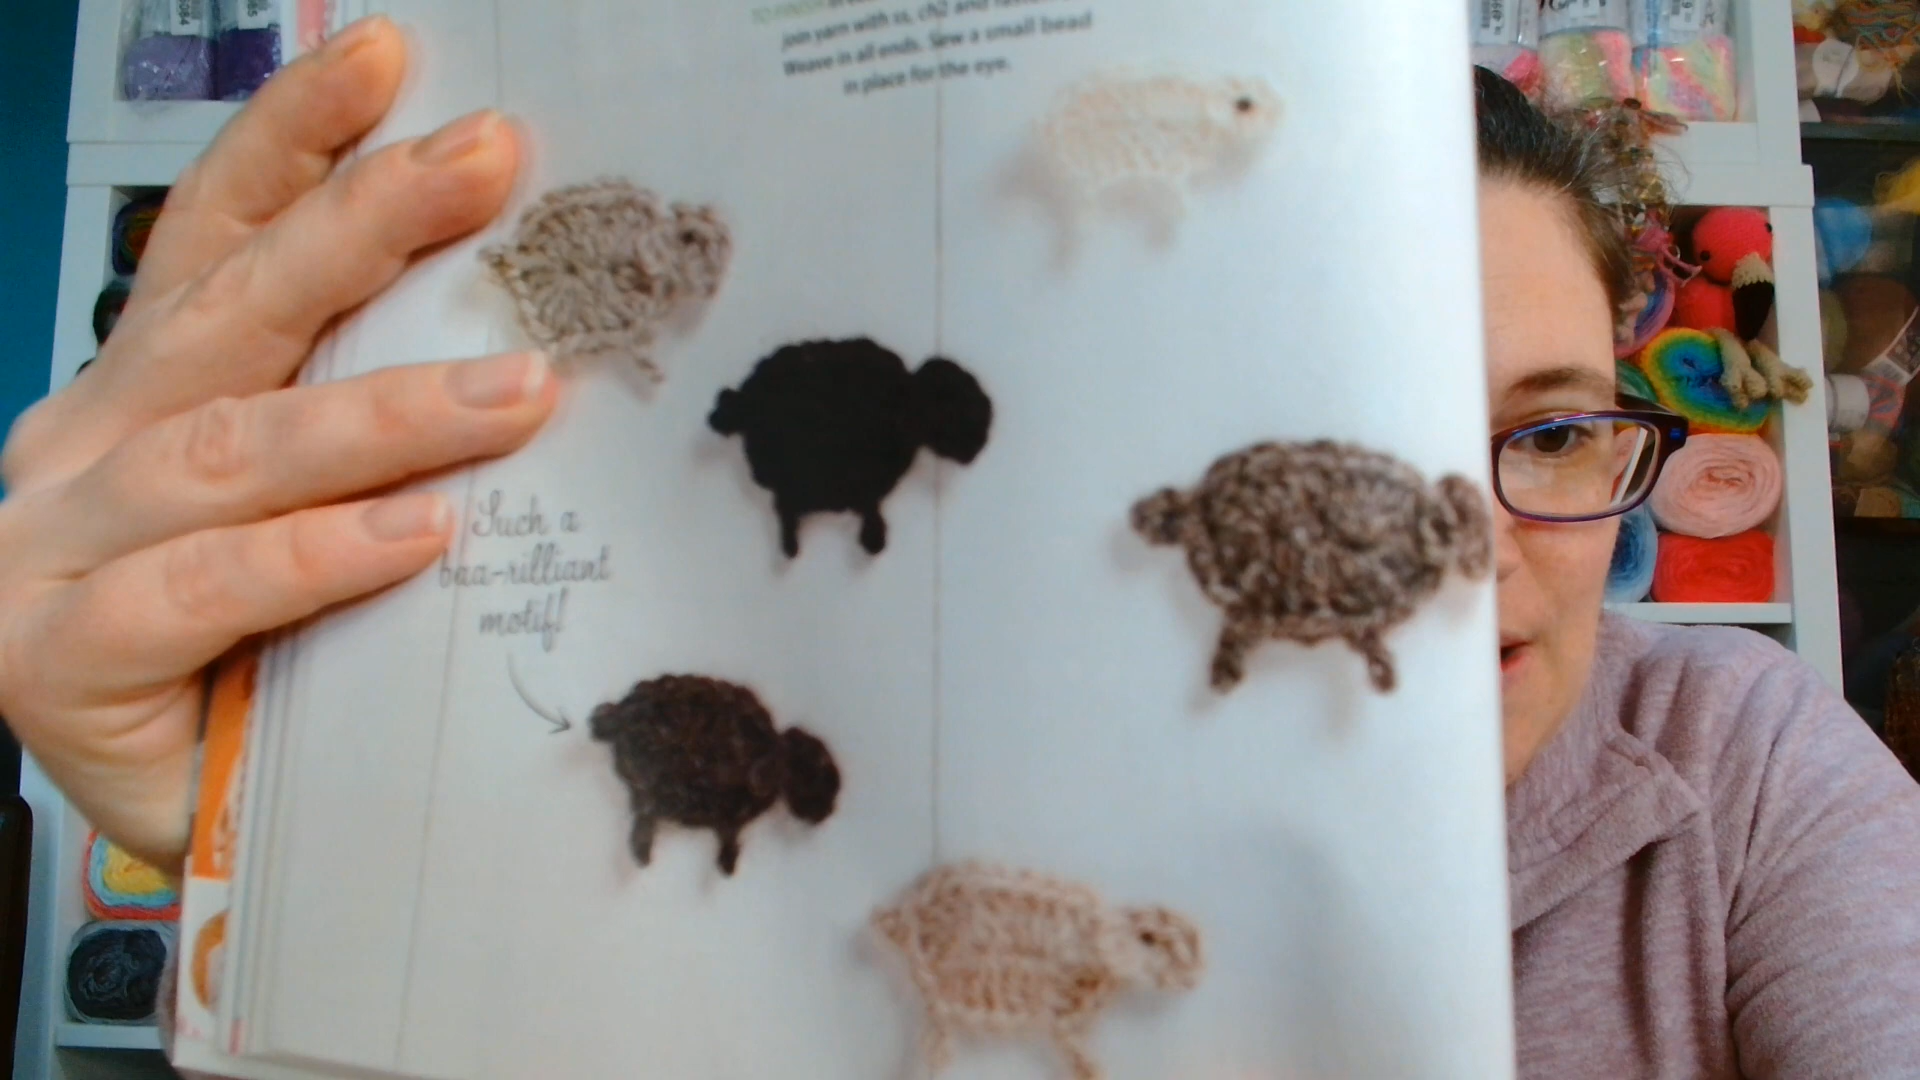 join yarn with ss, ch2 and
Weave in all ends. Sew a small bead
in place for the eye.
Such a
baa-rilliant
motif!